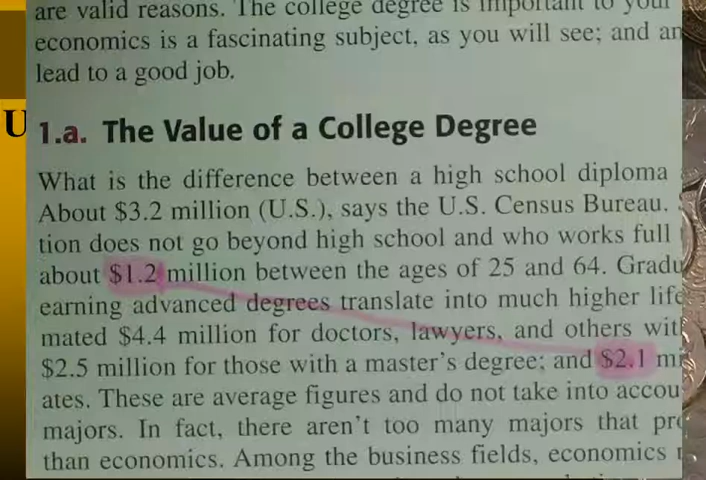 are valid reasons. The college degree is important to your
economics is a fascinating subject, as you will see; and an
lead to a good job.
U
1.a. The Value of a College Degree
What is the difference between a high school diploma
About $3.2 million (U.S.), says the U.S. Census Bureau.
tion does not go beyond high school and who works full
about $1.2 million between the ages of 25 and 64. Gradu
earning advanced degrees translate into much higher life
mated $4.4 million for doctors, lawyers, and others wit
$2.5 million for those with a master's degree; and $2.1 mi
ates. These are average figures and do not take into accou
majors. In fact, there aren't too many majors that pro
than economics. Among the business fields, economics